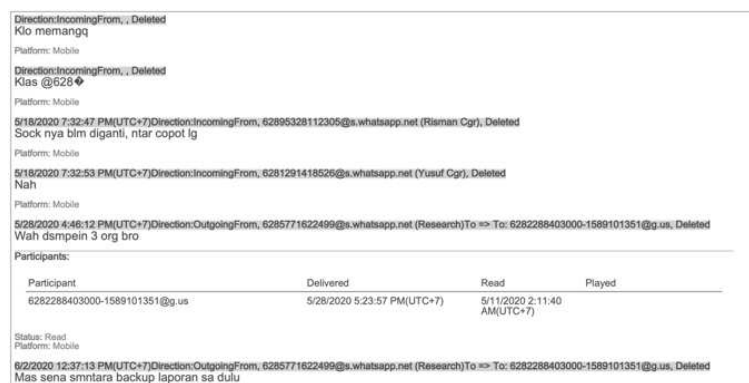 Direction:IncomingFrom, , Deleted
Klo memangq
Platform: Mobile
Direction:IncomingFrom, , Deleted
Klas @628�
Platform: Mobile
5/18/2020 7:32:47 PM(UTC+7)Direction:IncomingFrom, 62895328112305@s.whatsapp.net (Risman Cgr), Deleted
Sock nya blm diganti, ntar copot lg
Platform: Mobile
5/18/2020 7:32:53 PM(UTC+7)Direction:IncomingFrom, 6281291418526@s.whatsapp.net (Yusuf Cgr), Deleted
Nah
Platform: Mobile
5/28/2020 4:46:12 PM(UTC+7)Direction:OutgoingFrom, 6285771622499@s.whatsapp.net (Research)To => To: 6282288403000-1589101351@g.us, Deleted
Wah dsmpein 3 org bro
Participants:
Participant Delivered Read Played
6282288403000-1589101351@g.us 5/28/2020 5:23:57 PM(UTC+7) 5/11/2020 2:11:40
AM(UTC+7)
Status: Read
Platform: Mobile
6/2/2020 12:37:13 PM(UTC+7)Direction:OutgoingFrom, 6285771622499@s.whatsapp.net (Research)To => To: 6282288403000-1589101351@g.us, Deleted
Mas sena smntara backup laporan sa dulu